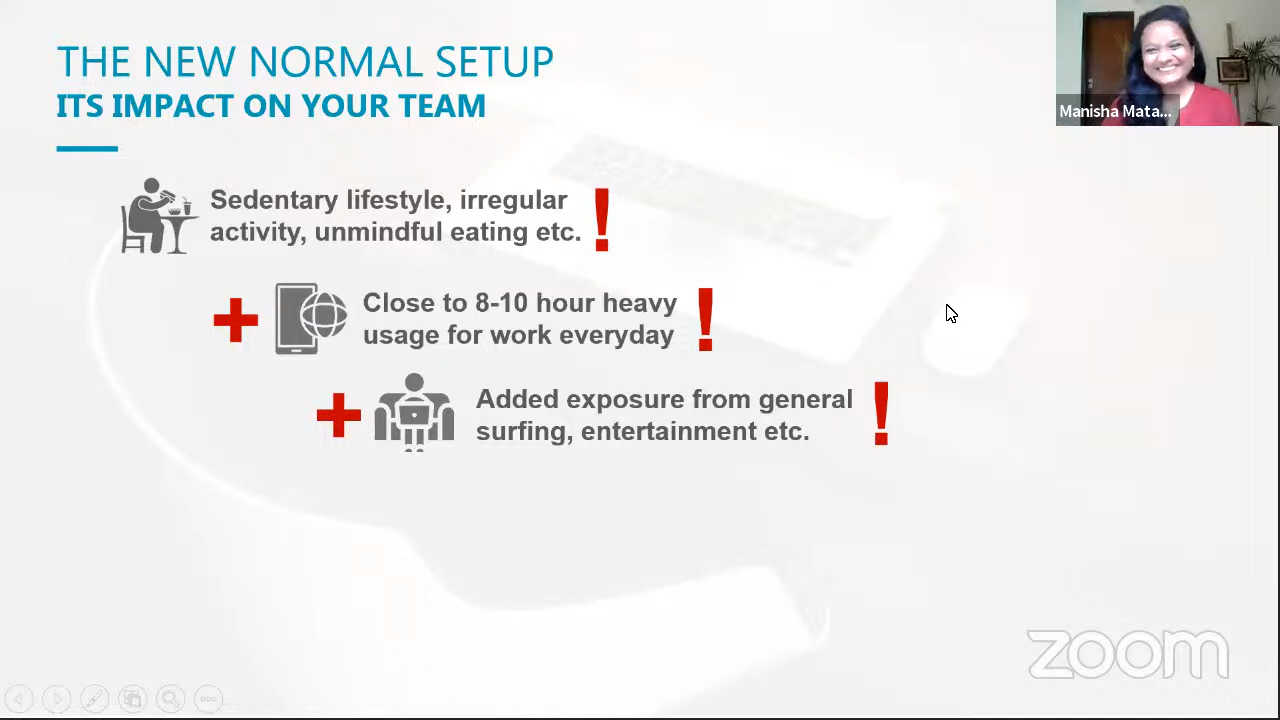 THE NEW NORMAL SETUP
ITS IMPACT ON YOUR TEAM
Manisha Mata...
Sedentary lifestyle, irregular
activity, unmindful eating etc.
Close to 8-10 hour heavy
usage for work everyday
Added exposure from general
surfing, entertainment etc.
zoom